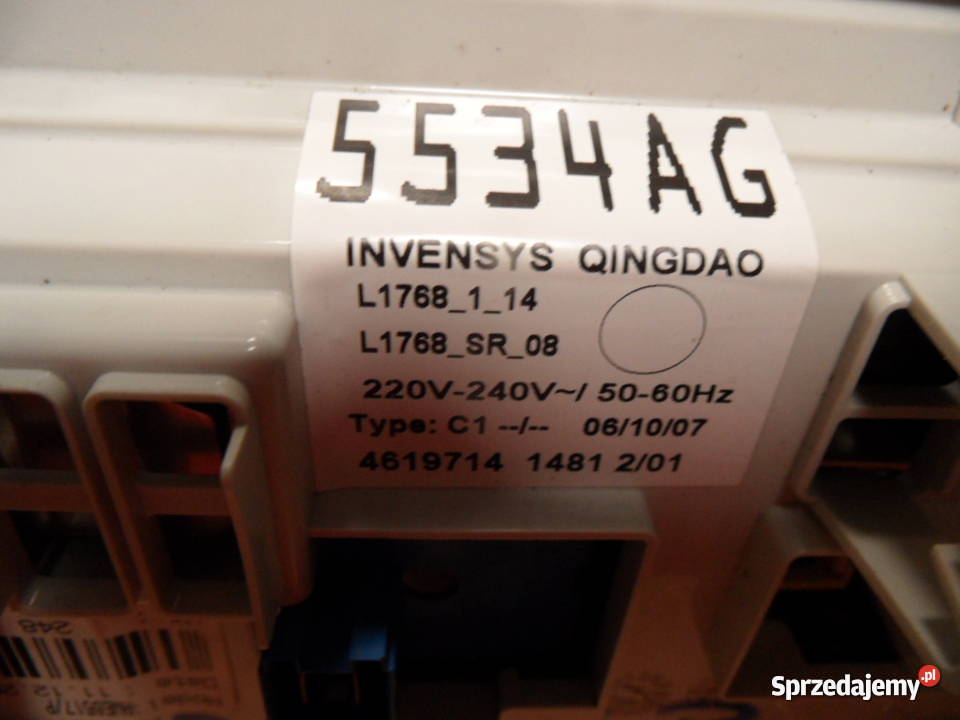 5534AG
INVENSYS QINGDAO
L1768_1_14
L1768_SR_08
220V-240V~/ 50-60Hz
Type: C1 --/-- 06/10/07
4619714 1481 2/01
248
Sprzedajemy.pl